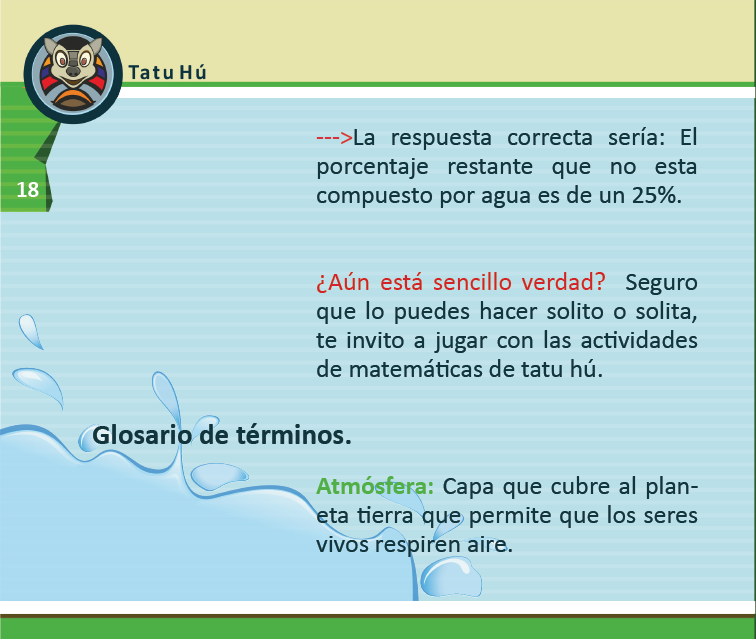 Tatu Hú
18
--->La respuesta correcta sería: El
porcentaje restante que no esta
compuesto por agua es de un 25%.
¿Aún está sencillo verdad? Seguro
que lo puedes hacer solito o solita,
te invito a jugar con las actividades
de matemáticas de tatu hú.
Glosario de términos.
Atmósfera: Capa que cubre al plan-
eta tierra que permite que los seres
vivos respiren aire.